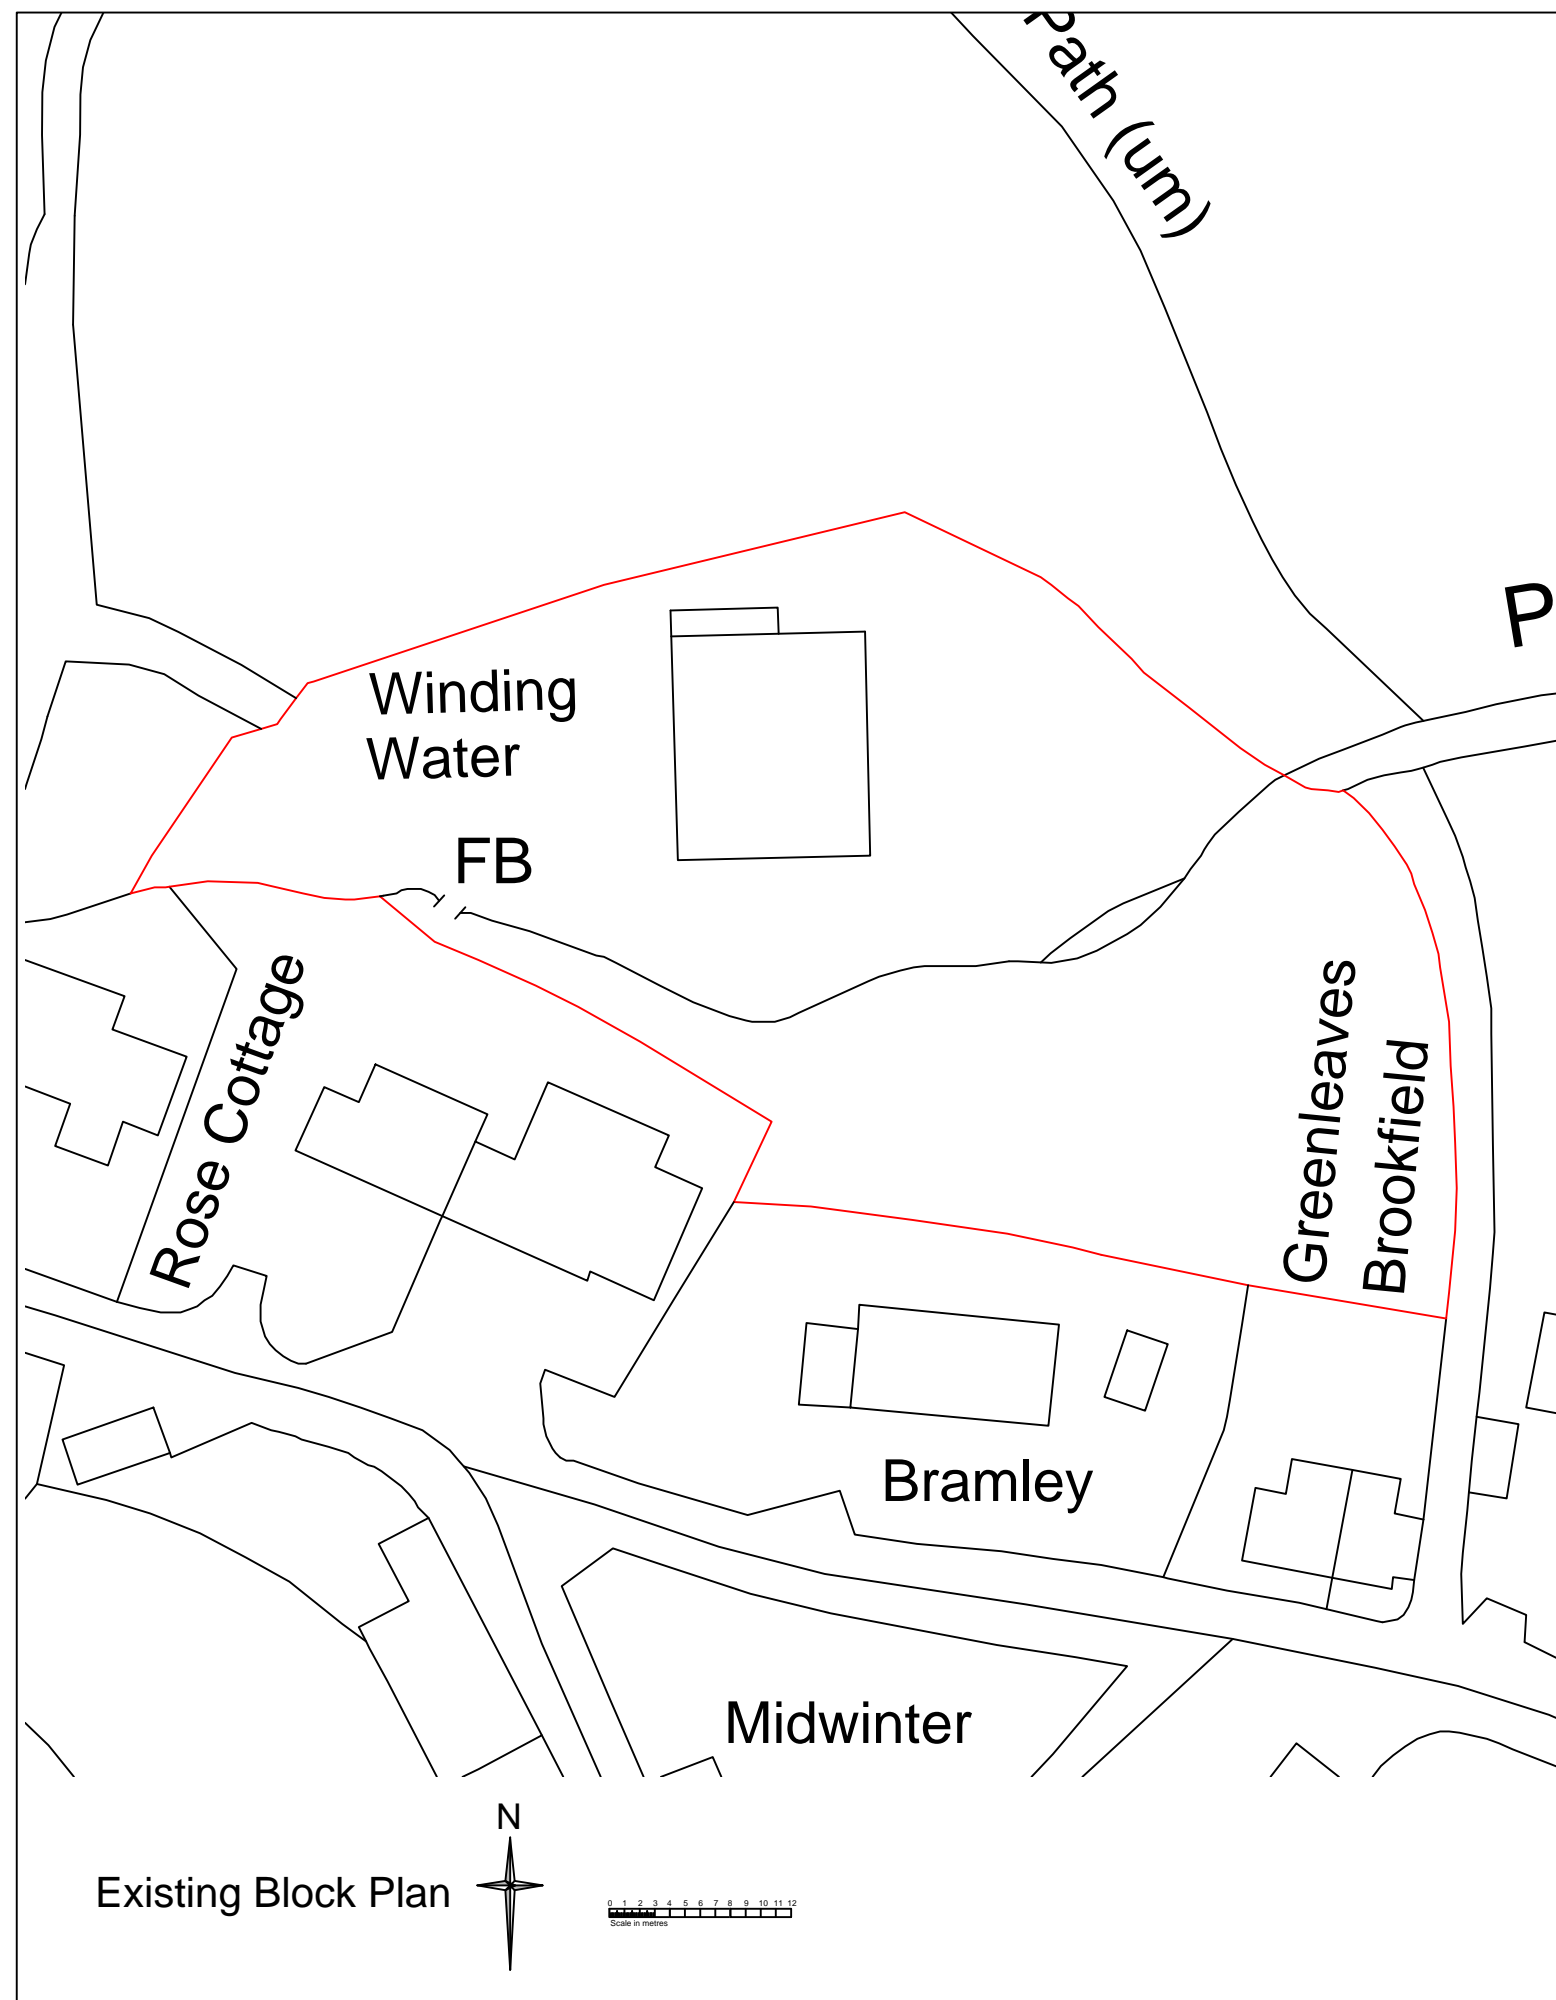 Path (um)
P
Winding
Water
FB
Rose Cottage
Greenleaves
Brookfield
Bramley
Midwinter
N
Existing Block Plan
0 1 2 3 4 5 6 7 8 9 10 11 12
Scale in metres